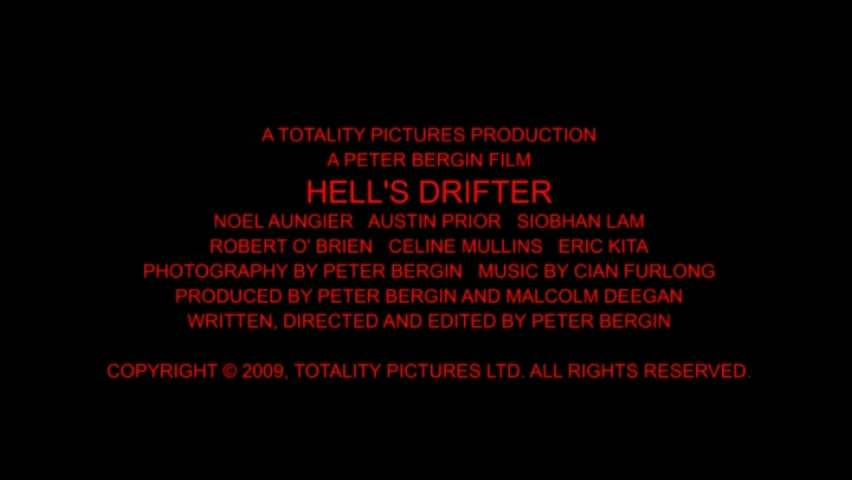 A TOTALITY PICTURES PRODUCTION
A PETER BERGIN FILM
HELL'S DRIFTER
NOEL AUNGIER AUSTIN PRIOR SIOBHAN LAM
ROBERT O' BRIEN CELINE MULLINS ERIC KITA
PHOTOGRAPHY BY PETER BERGIN MUSIC BY CIAN FURLONG
PRODUCED BY PETER BERGIN AND MALCOLM DEEGAN
WRITTEN, DIRECTED AND EDITED BY PETER BERGIN
COPYRIGHT © 2009, TOTALITY PICTURES LTD. ALL RIGHTS RESERVED.